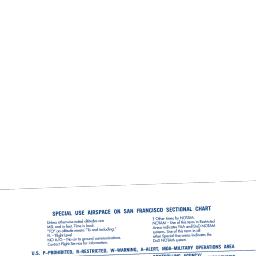 SPECIAL USE AIRSPACE ON SAN FRANCISCO SECTIONAL CHART
Unless otherwise noted altitudes are
MSL and in feet. Time is local.
"TO" an altitude means "To and including."
FL – Flight Level
NO A/G – No air to ground communications.
Contact Flight Service for information.
† Other times by NOTAM.
NOTAM – Use of this term in Restricted
Areas indicates FAA and DoD NOTAM
systems. Use of this term in all
other Special Use areas indicates the
DoD NOTAM system.
U.S. P–PROHIBITED, R–RESTRICTED, W–WARNING, A–ALERT, MOA–MILITARY OPERATIONS AREA